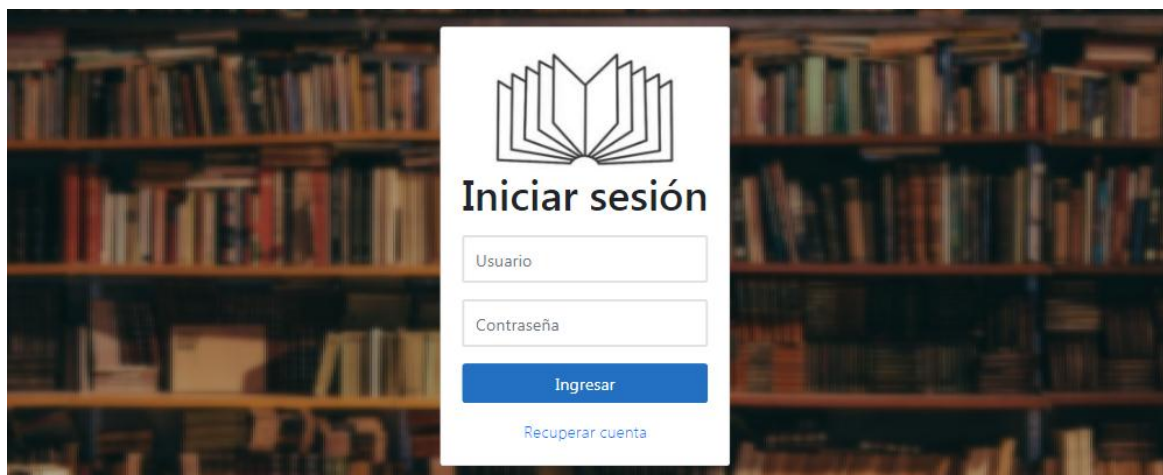 Iniciar sesión
Usuario
Contraseña
Ingresar
Recuperar cuenta